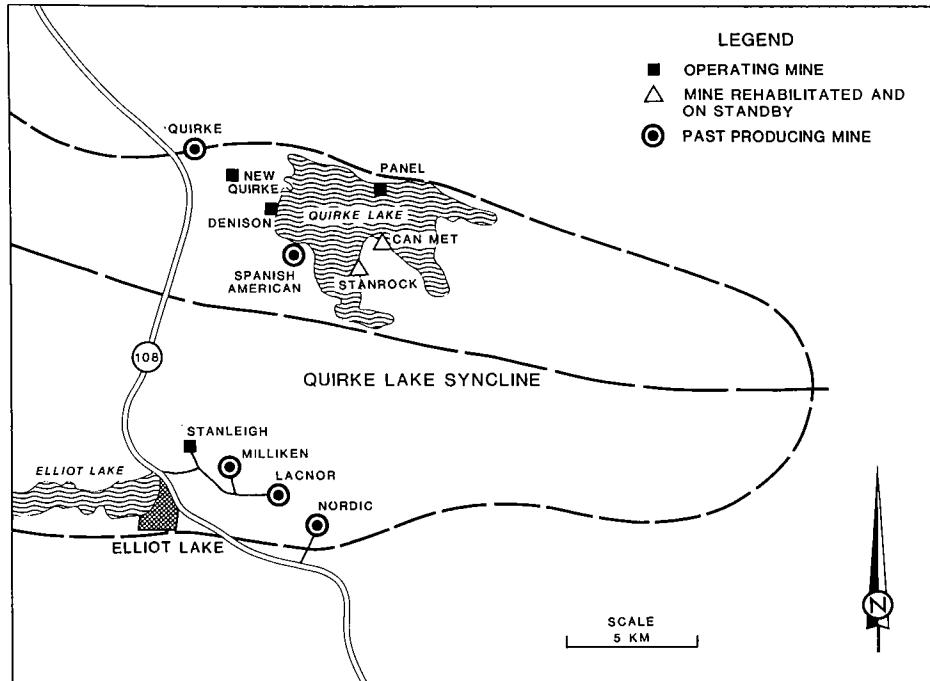 LEGEND
OPERATING MINE
MINE REHABILITATED AND
ON STANDBY
PAST PRODUCING MINE
QUIRKE
NEW
QUIRKE
PANEL
DENISON
QUIRKE LAKE
CAN MET
SPANISH
AMERICAN
STANROCK
108
QUIRKE LAKE SYNCLINE
STANLEIGH
MILLIKEN
ELLIOT LAKE
LACNOR
NORDIC
ELLIOT LAKE
N
SCALE
5 KM